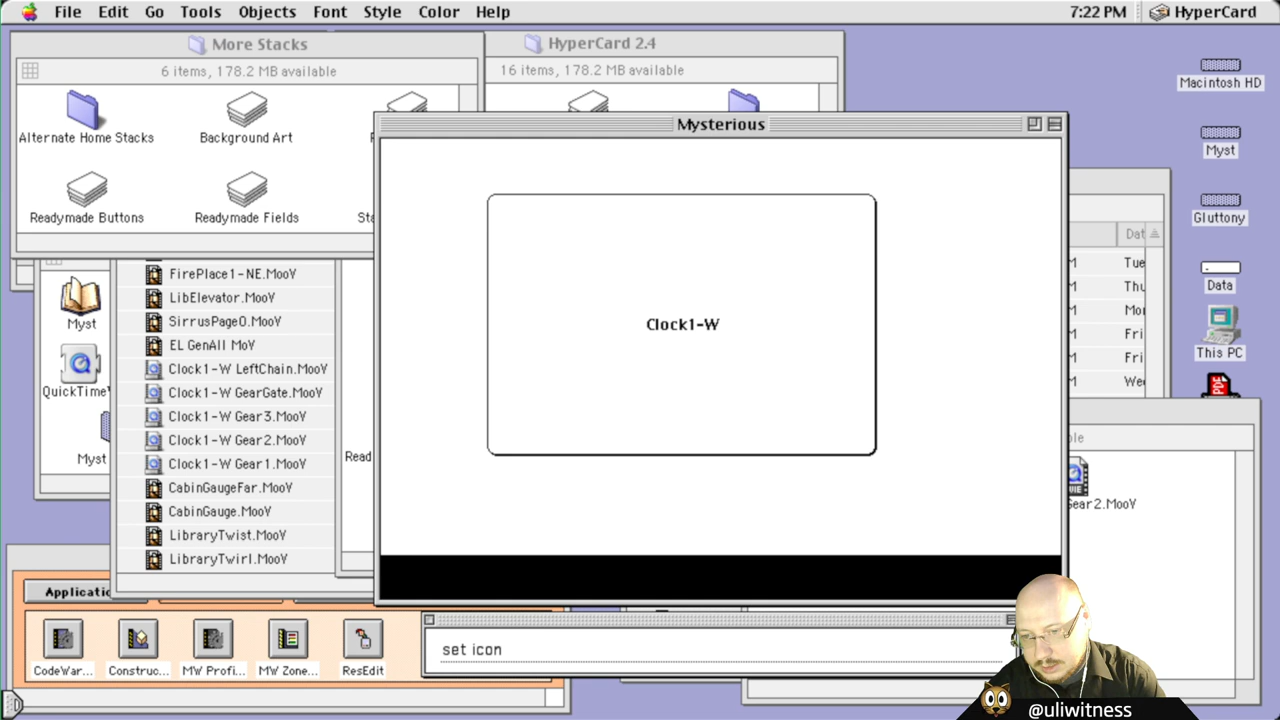 File Edit Go Tools Objects Font Style Color Help
7:22 PM
HyperCard
More Stacks
6 items, 178.2 MB available
Alternate Home Stacks
Background Art
Readymade Buttons
Readymade Fields
HyperCard 2.4
16 items, 178.2 MB available
Mysterious
Clock1-W
Myst
QuickTime
Myst
FirePlace1-NE.MooV
LibElevator.MooV
SirrusPage0.MooV
EL GenAll MoV
Clock1-W LeftChain.MooV
Clock1-W GearGate.MooV
Clock1-W Gear3.MooV
Clock1-W Gear2.MooV
Clock1-W Gear1.MooV
CabinGaugeFar.MooV
CabinGauge.MooV
LibraryTwist.MooV
LibraryTwirl.MooV
Read
Dat
Tue
Thu
Mo
Fri
Fri
We
Gear2.MooV
Macintosh HD
Myst
Gluttony
Data
This PC
Applicatio
CodeWar...
Construc...
MW Profi...
MW Zone...
ResEdit
set icon
@uliwitness